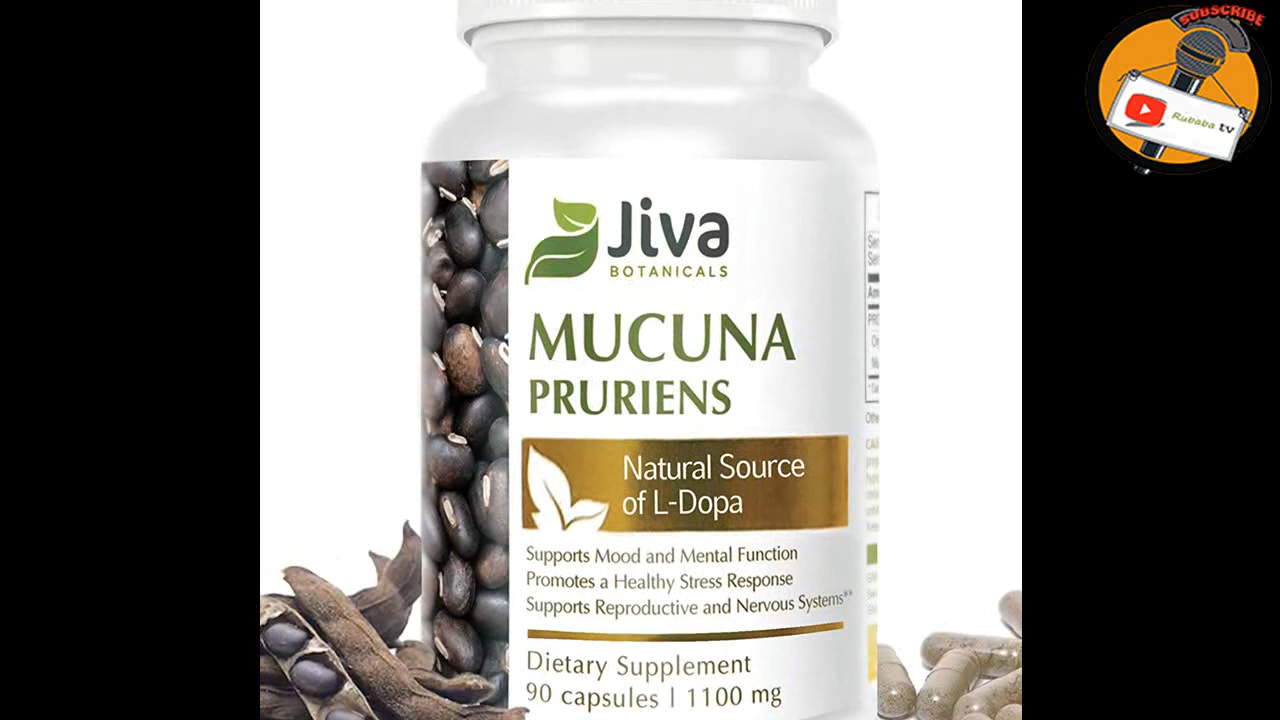 SUBSCRIBE
Rubaba tv
Jiva
BOTANICALS
MUCUNA
PRURIENS
Natural Source
of L-Dopa
Supports Mood and Mental Function
Promotes a Healthy Stress Response
Supports Reproductive and Nervous Systems**
Dietary Supplement
90 capsules | 1100 mg